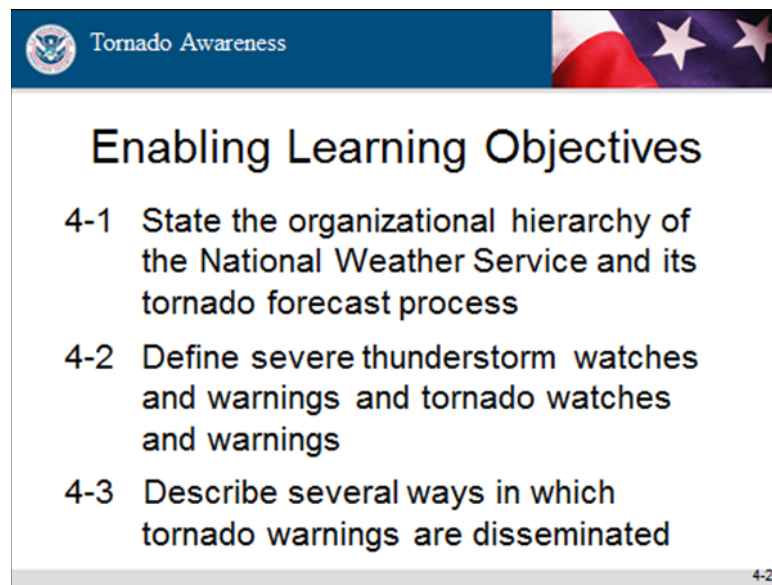 Tornado Awareness
Enabling Learning Objectives
4-1 State the organizational hierarchy of
the National Weather Service and its
tornado forecast process
4-2 Define severe thunderstorm watches
and warnings and tornado watches
and warnings
4-3 Describe several ways in which
tornado warnings are disseminated
4-2